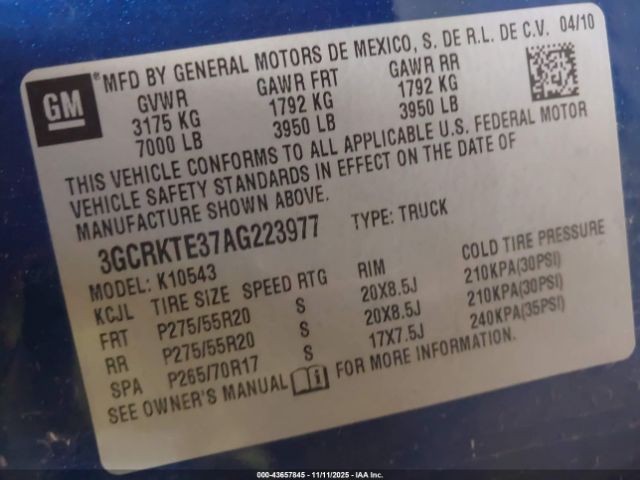 GM
®MFD BY GENERAL MOTORS DE MEXICO, S. DE R.L. DE C.V. 04/10
GVWR GAWR FRT GAWR RR
3175 KG 1792 KG 1792 KG
7000 LB 3950 LB 3950 LB
THIS VEHICLE CONFORMS TO ALL APPLICABLE U.S. FEDERAL MOTOR
VEHICLE SAFETY STANDARDS IN EFFECT ON THE DATE OF
MANUFACTURE SHOWN ABOVE.
3GCRKTE37AG223977 TYPE: TRUCK
MODEL: K10543
KCJL TIRE SIZE SPEED RTG RIM COLD TIRE PRESSURE
FRT P275/55R20 S 20X8.5J 210KPA(30PSI)
RR P275/55R20 S 20X8.5J 210KPA(30PSI)
SPA P265/70R17 S 17X7.5J 240KPA(35PSI)
SEE OWNER'S MANUAL FOR MORE INFORMATION.
000-43657845 - 11/11/2025 - IAA Inc.